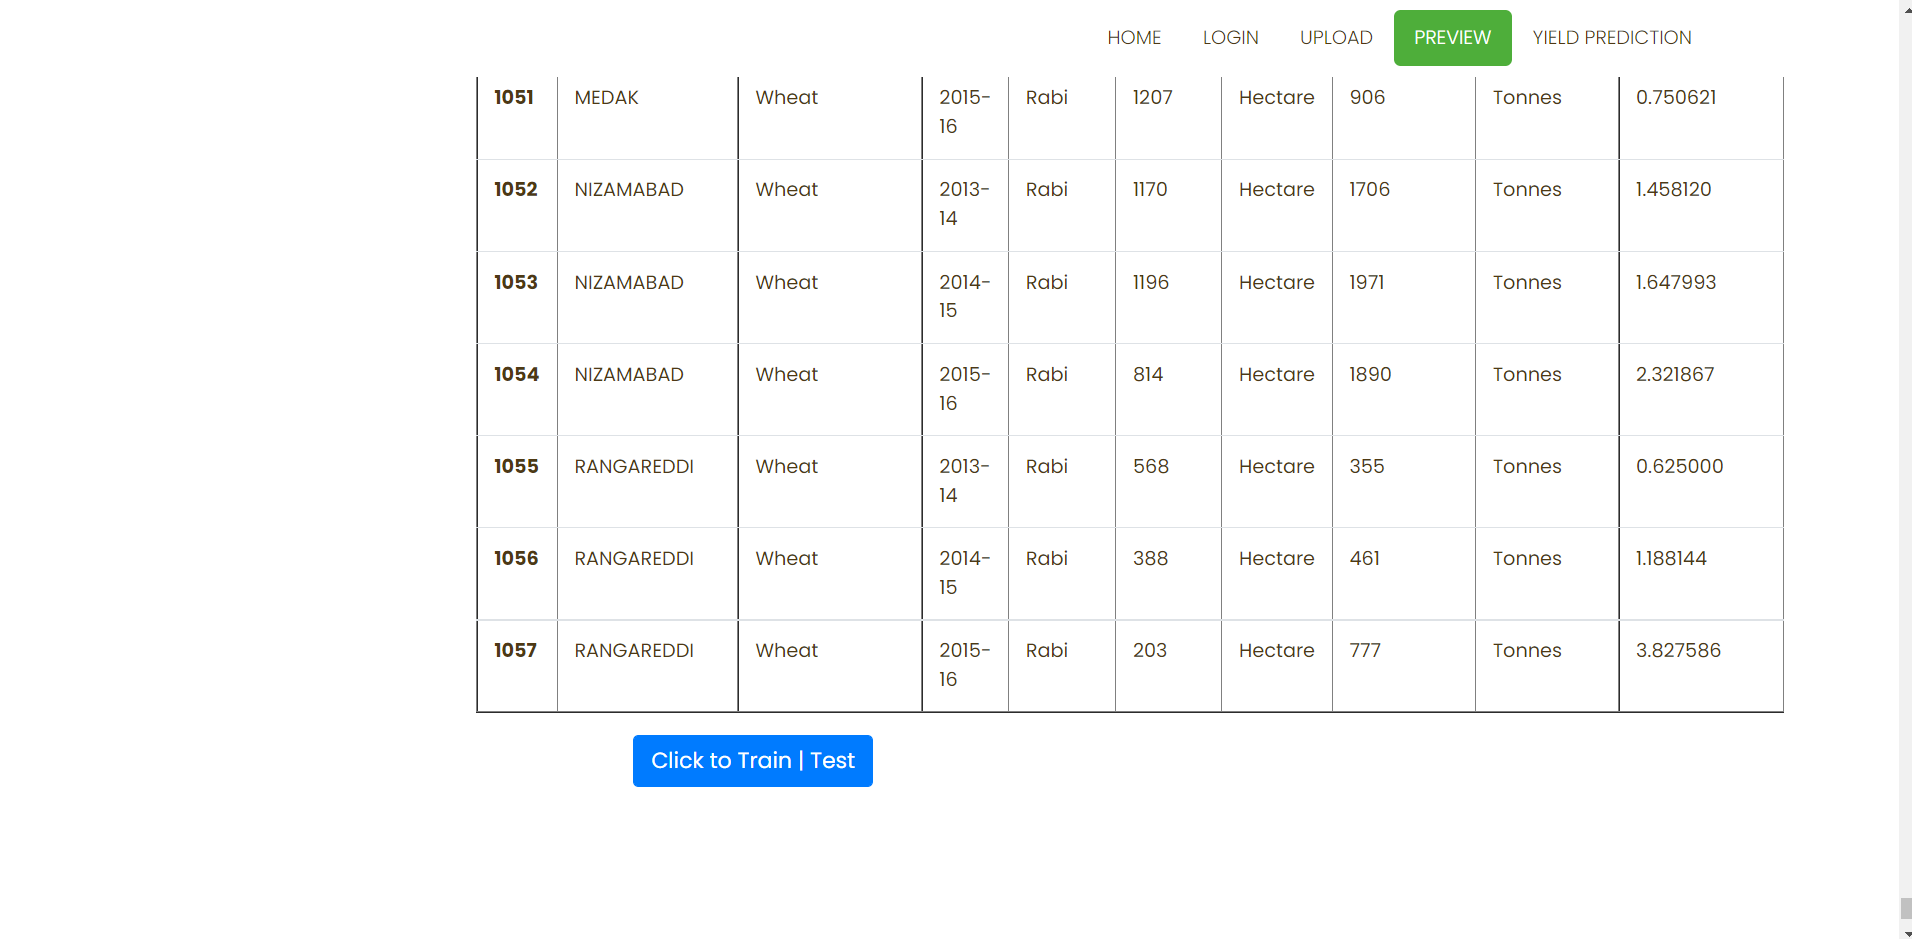 HOME LOGIN UPLOAD PREVIEW YIELD PREDICTION
1051 MEDAK Wheat 2015- Rabi 1207 Hectare 906 Tonnes 0.750621
16
1052 NIZAMABAD Wheat 2013- Rabi 1170 Hectare 1706 Tonnes 1.458120
14
1053 NIZAMABAD Wheat 2014- Rabi 1196 Hectare 1971 Tonnes 1.647993
15
1054 NIZAMABAD Wheat 2015- Rabi 814 Hectare 1890 Tonnes 2.321867
16
1055 RANGAREDDI Wheat 2013- Rabi 568 Hectare 355 Tonnes 0.625000
14
1056 RANGAREDDI Wheat 2014- Rabi 388 Hectare 461 Tonnes 1.188144
15
1057 RANGAREDDI Wheat 2015- Rabi 203 Hectare 777 Tonnes 3.827586
16
Click to Train | Test